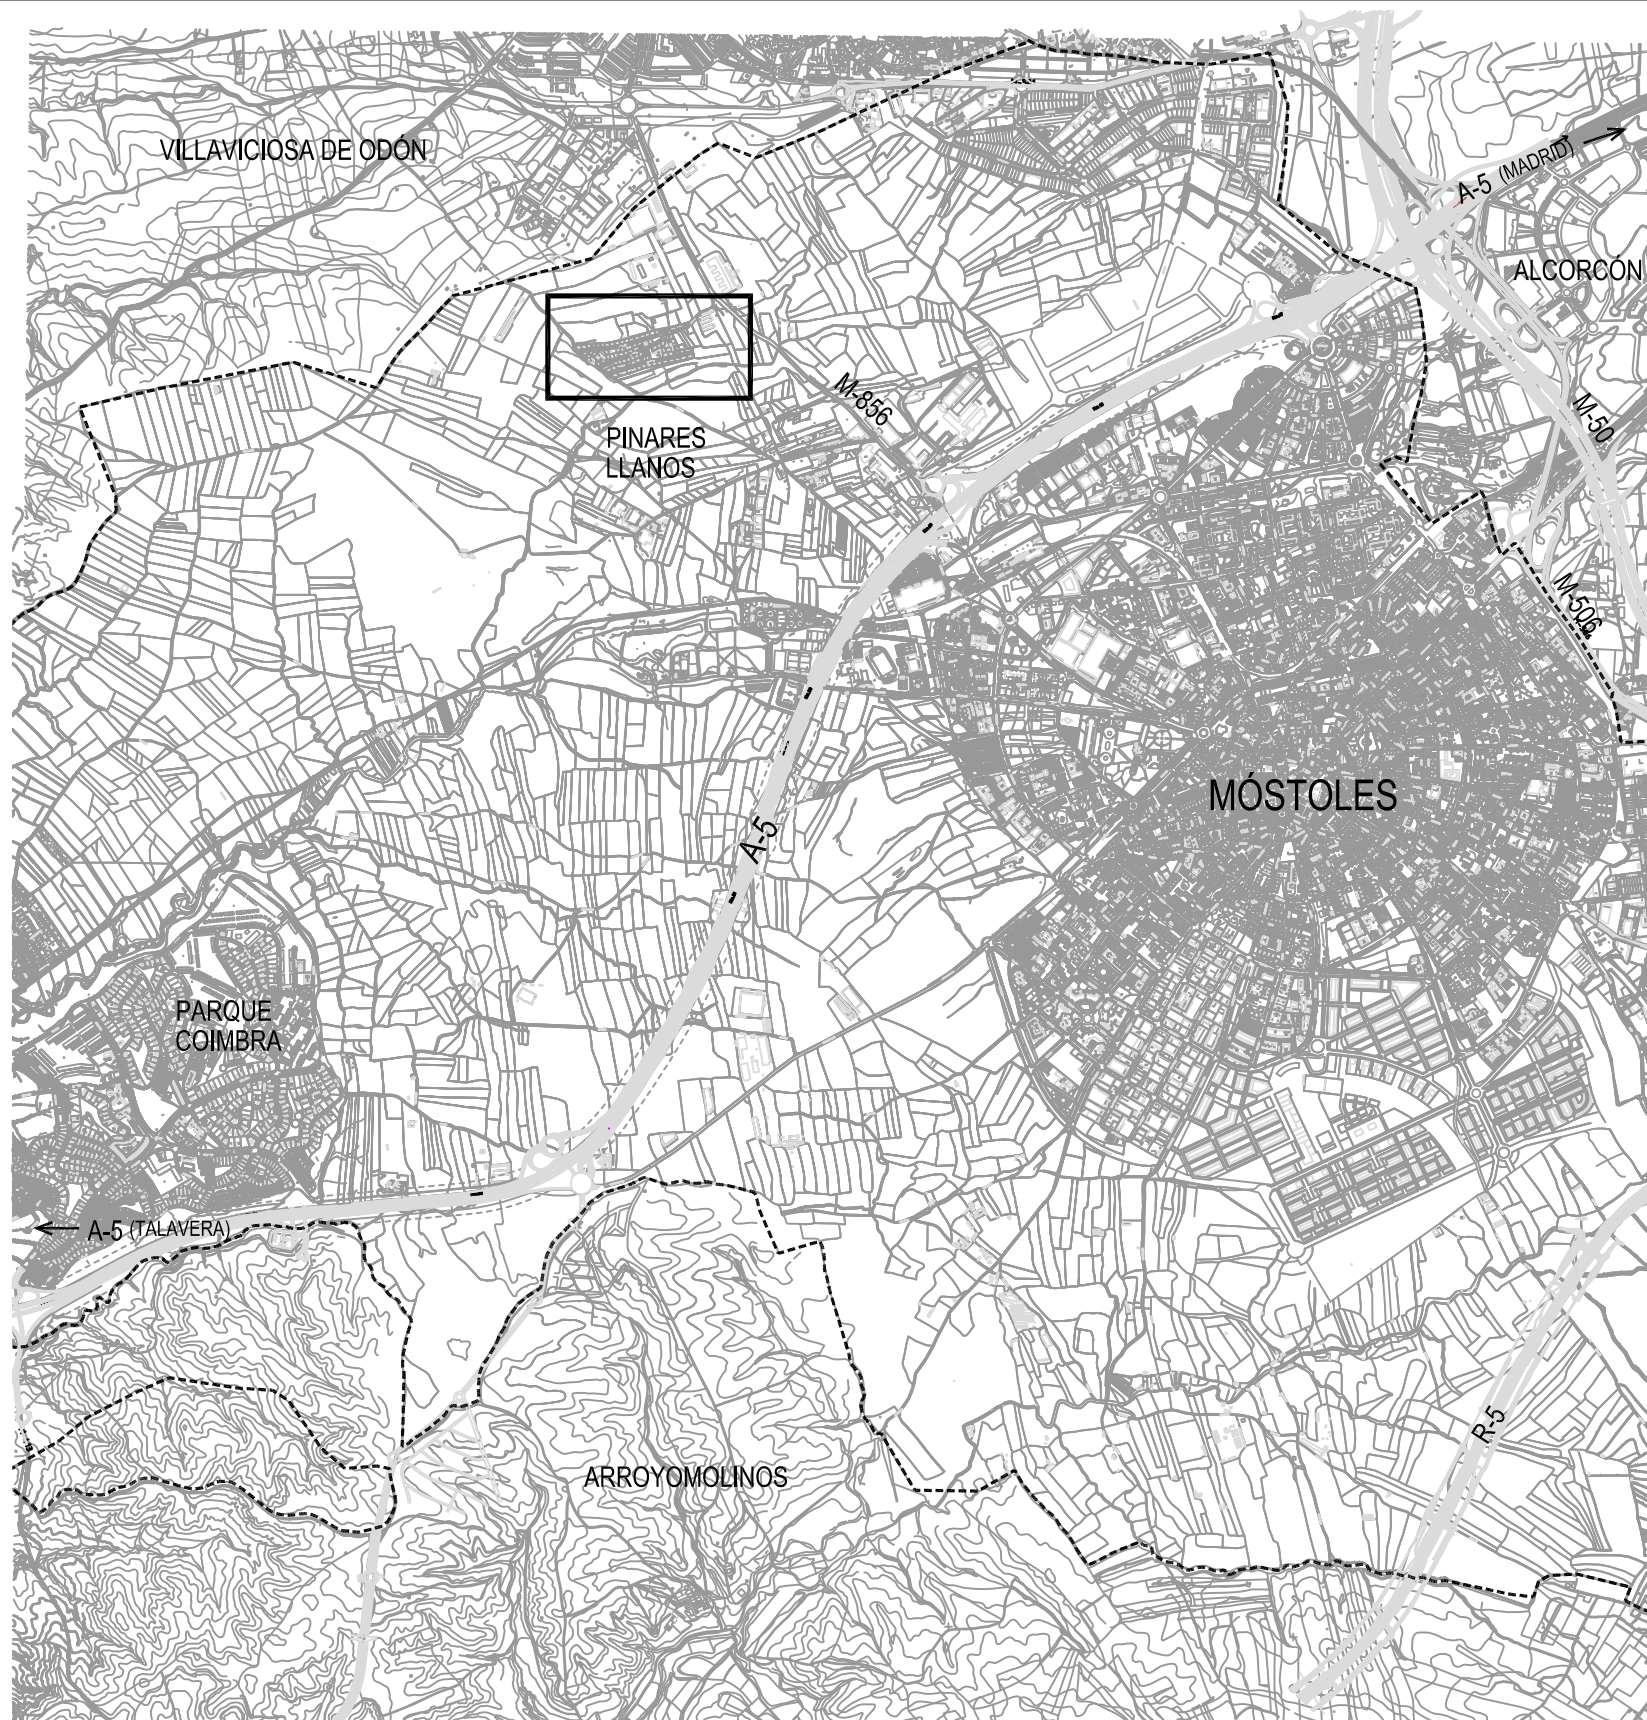 VILLAVICIOSA DE ODÓN
A-5 (MADRID)
ALCORCÓN
M-856
M-50
PINARES
LLANOS
M-506
MÓSTOLES
A-5
PARQUE
COIMBRA
A-5 (TALAVERA)
R-5
ARROYOMOLINOS